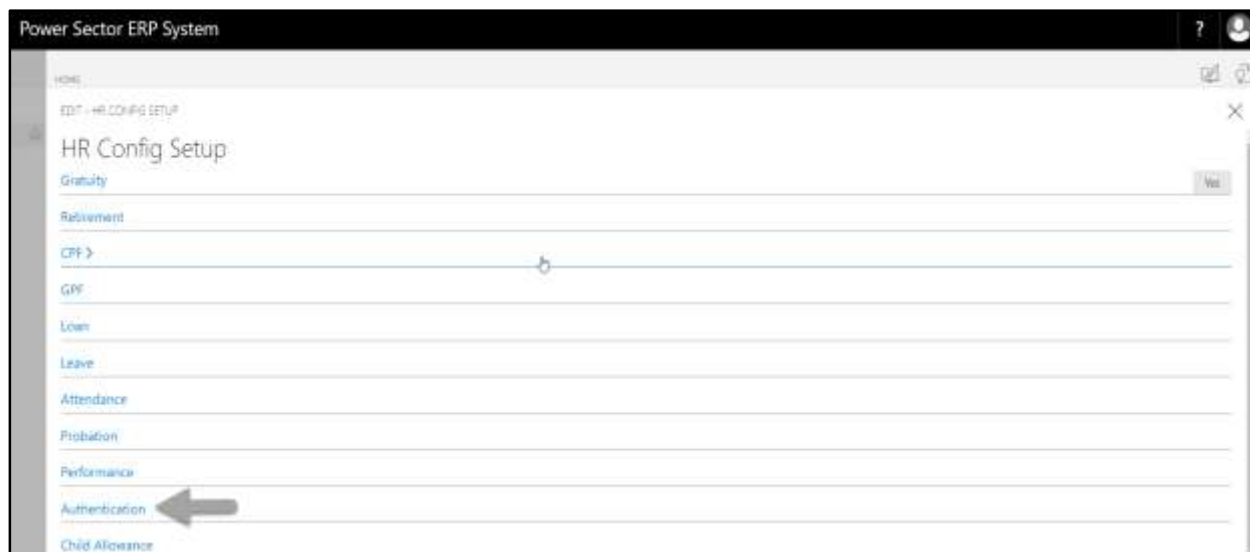 Power Sector ERP System ?
HOME
EDIT - HR CONFIG SETUP
HR Config Setup
Gratuity Yes
Retirement
CPF >
GPF
Loan
Leave
Attendance
Probation
Performance
Authentication
Child Allowance